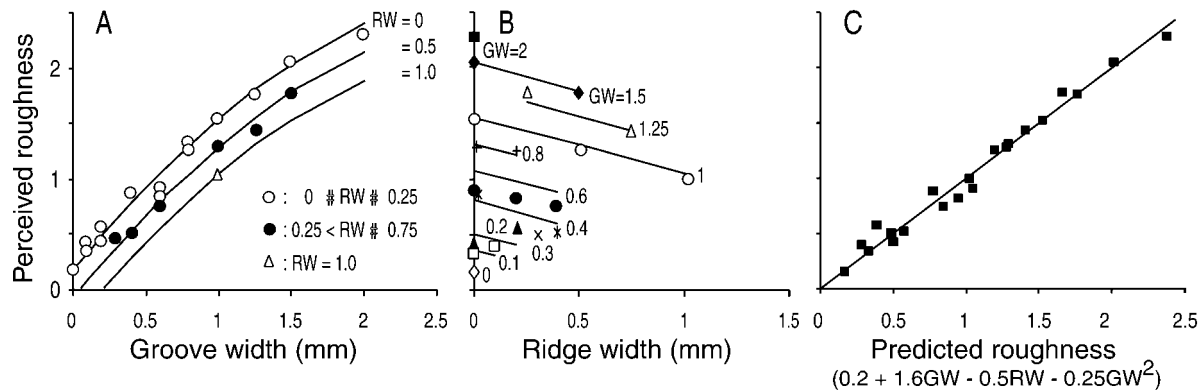 A
B
C
Perceived roughness
2
1
0
RW = 0
= 0.5
= 1.0
: 0 # RW # 0.25
: 0.25 < RW # 0.75
: RW = 1.0
0 0.5 1 1.5 2 2.5
Groove width (mm)
GW=2
GW=1.5
1.25
1
0.8
0.6
0.4
0.2
0.3
0.1
0
0 0.5 1 1.5
Ridge width (mm)
0 0.5 1 1.5 2 2.5
Predicted roughness
(0.2 + 1.6GW - 0.5RW - 0.25GW²)